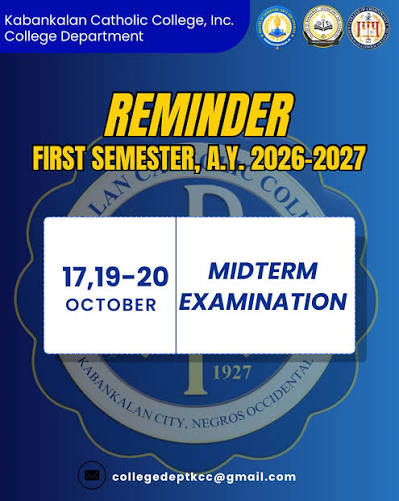 Kabankalan Catholic College, Inc.
College Department
REMINDER
FIRST SEMESTER, A.Y. 2026-2027
17,19-20
OCTOBER
MIDTERM
EXAMINATION
1927
KABANKALAN CITY, NEGROS OCCIDENTAL
collegedeptkcc@gmail.com